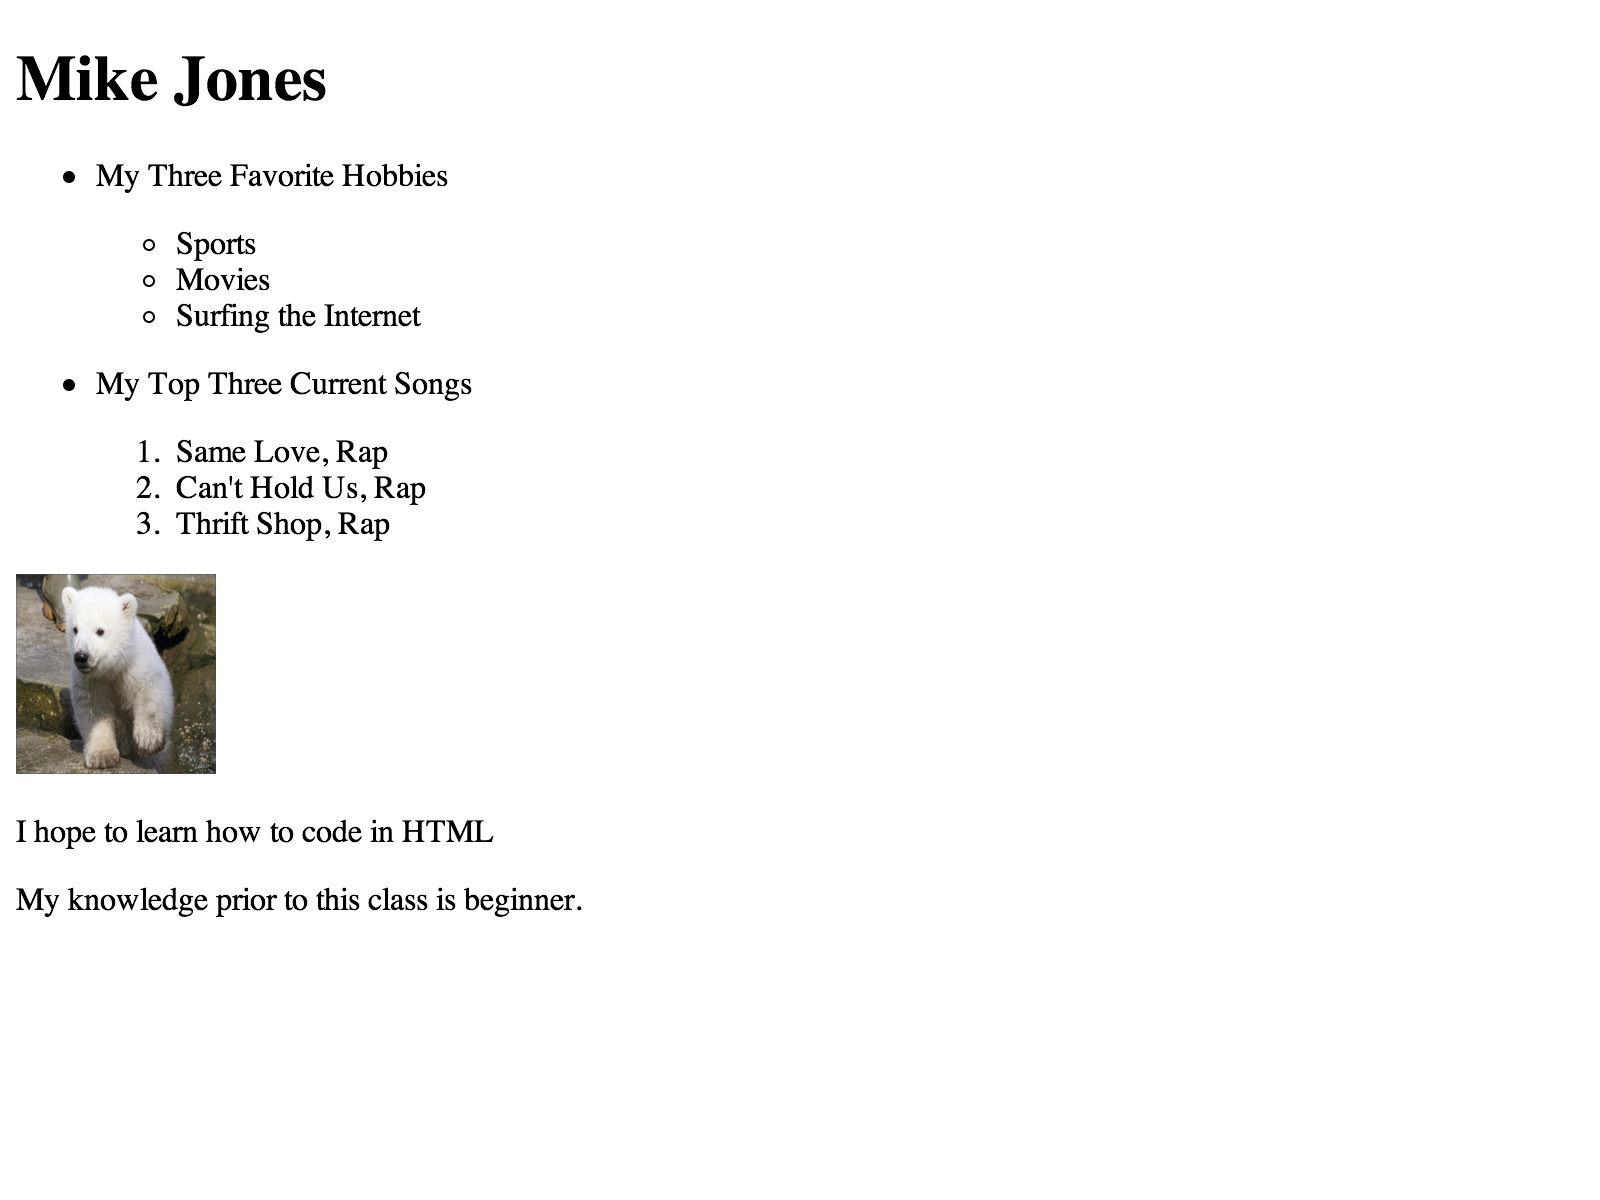 Mike Jones
• My Three Favorite Hobbies
◦ Sports
◦ Movies
◦ Surfing the Internet
• My Top Three Current Songs
1. Same Love, Rap
2. Can't Hold Us, Rap
3. Thrift Shop, Rap
I hope to learn how to code in HTML
My knowledge prior to this class is beginner.